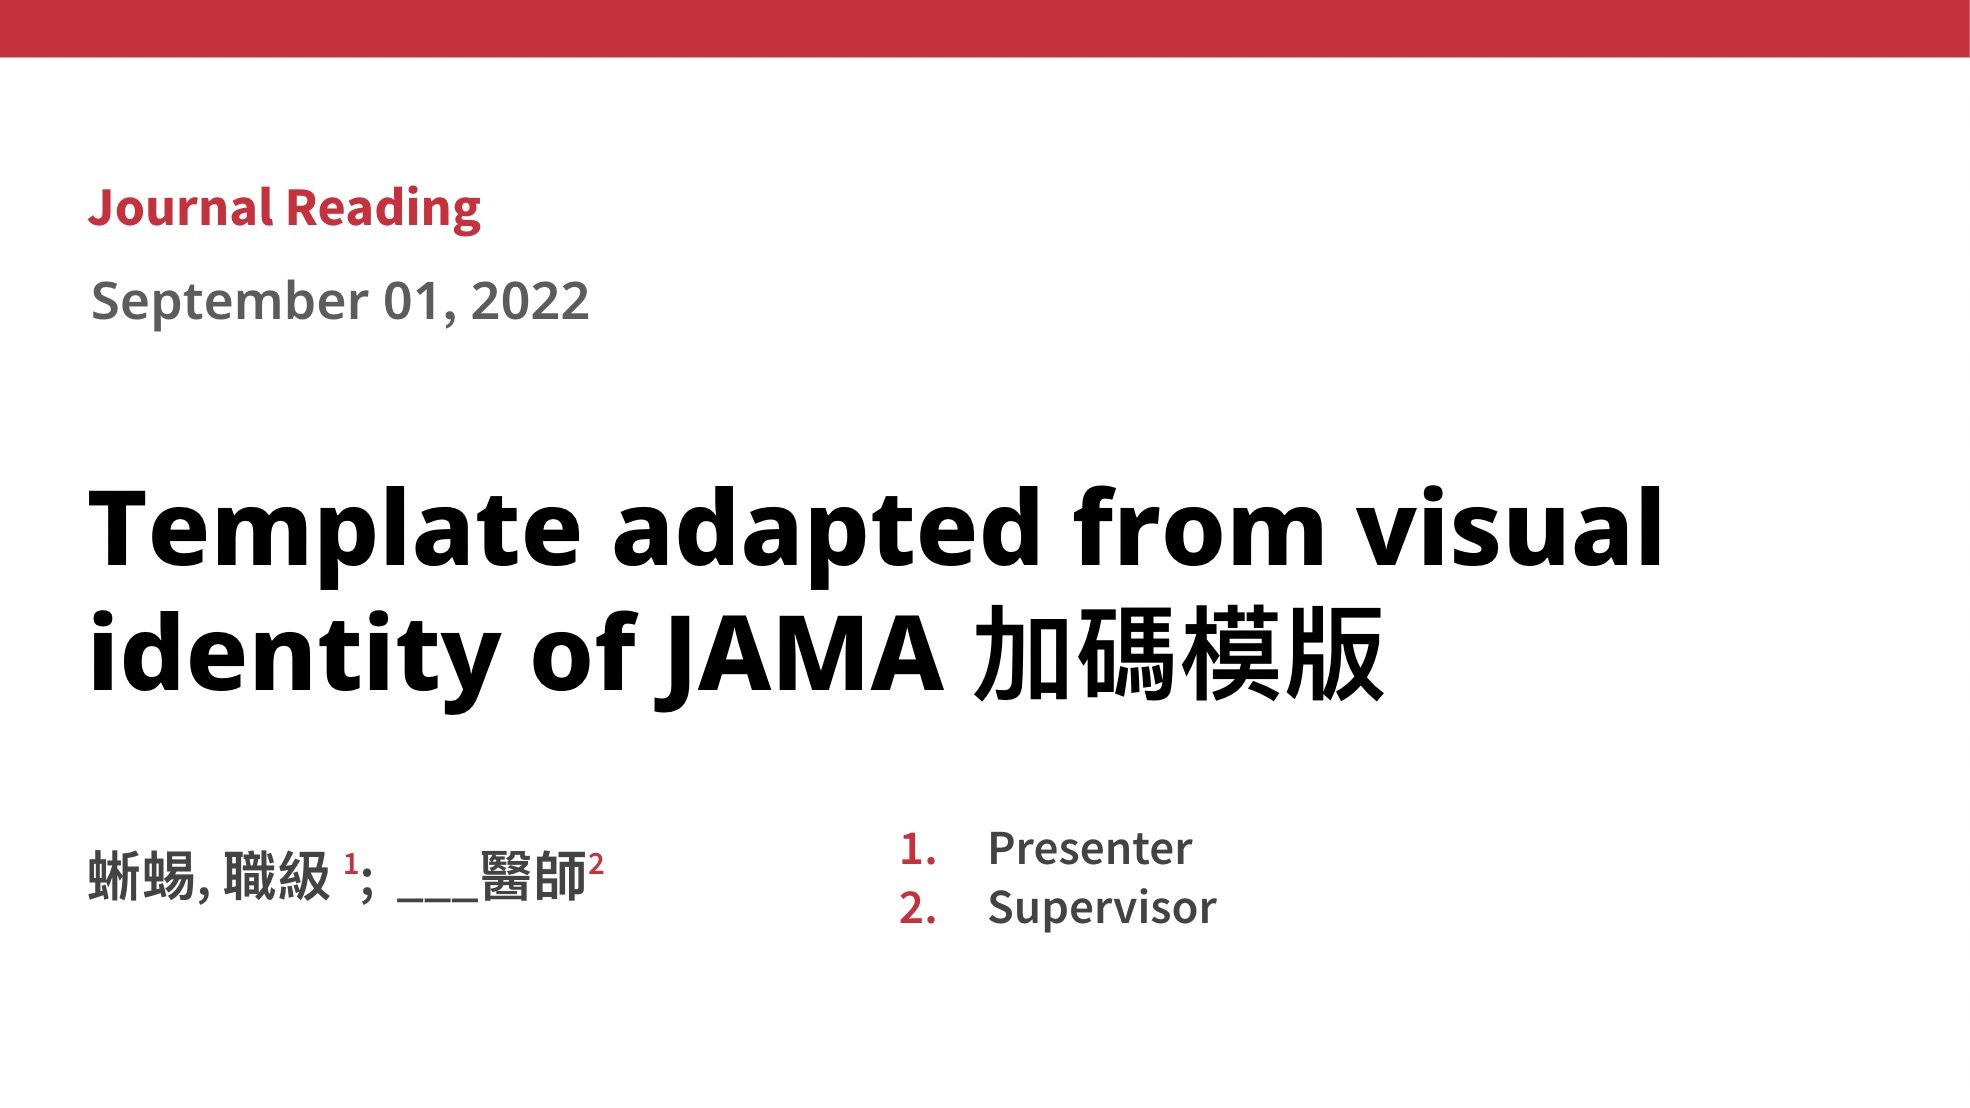 Journal Reading
September 01, 2022
Template adapted from visual
identity of JAMA 加碼模版
蜥蜴, 職級 1; ___醫師2
1. Presenter
2. Supervisor